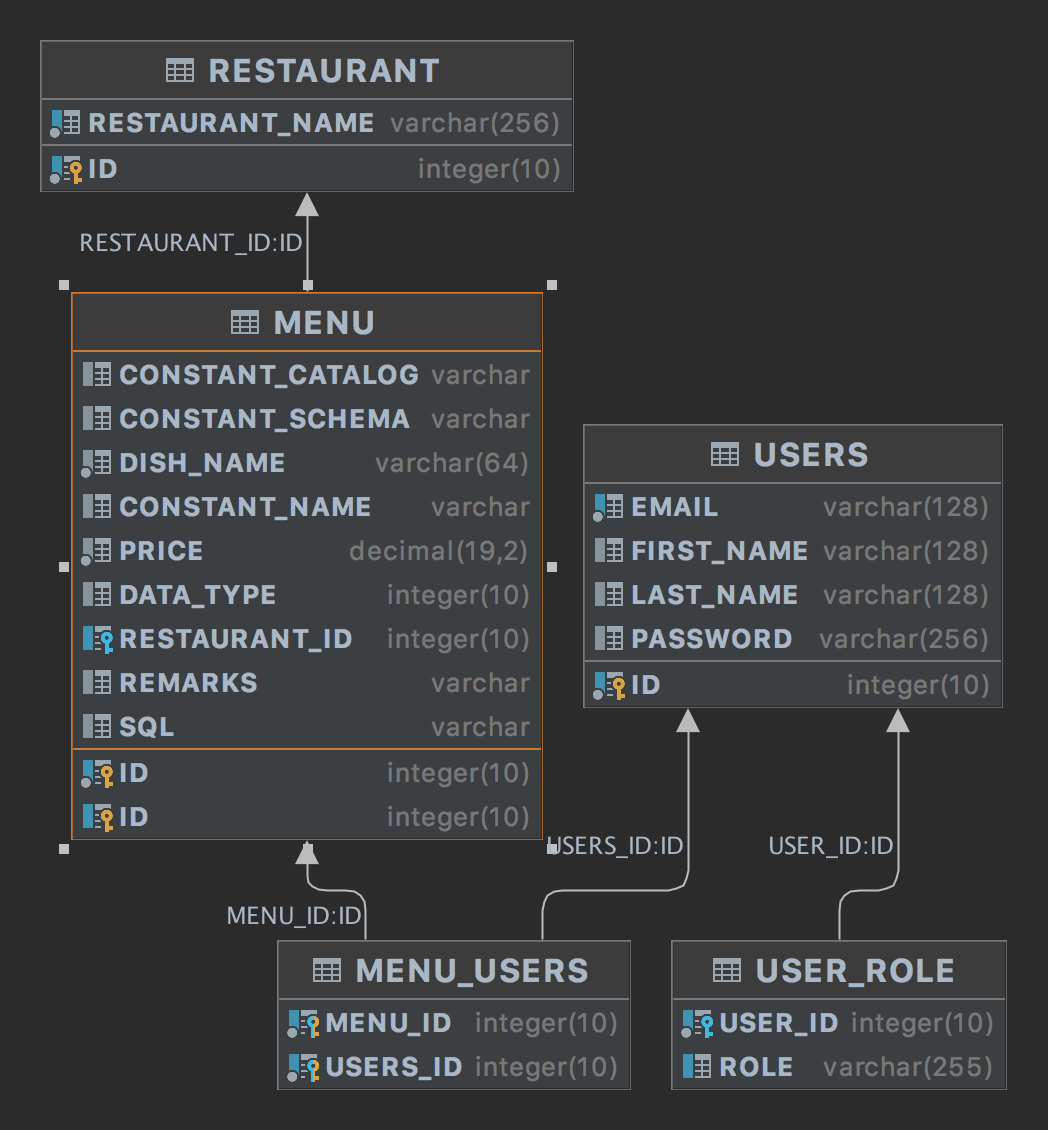 RESTAURANT
RESTAURANT_NAME varchar(256)
ID integer(10)
RESTAURANT_ID:ID
MENU
CONSTANT_CATALOG varchar
CONSTANT_SCHEMA varchar
DISH_NAME varchar(64)
CONSTANT_NAME varchar
PRICE decimal(19,2)
DATA_TYPE integer(10)
RESTAURANT_ID integer(10)
REMARKS varchar
SQL varchar
ID integer(10)
ID integer(10)
USERS
EMAIL varchar(128)
FIRST_NAME varchar(128)
LAST_NAME varchar(128)
PASSWORD varchar(256)
ID integer(10)
USERS_ID:ID
USER_ID:ID
MENU_ID:ID
MENU_USERS
MENU_ID integer(10)
USERS_ID integer(10)
USER_ROLE
USER_ID integer(10)
ROLE varchar(255)